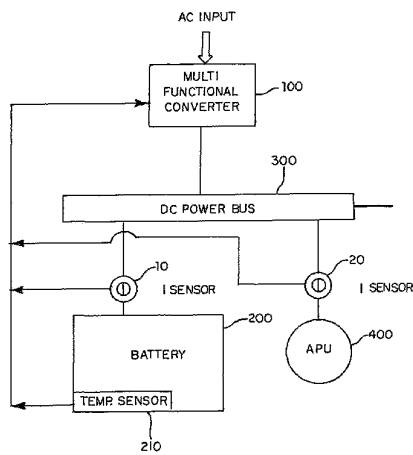 AC INPUT
MULTI
FUNCTIONAL
CONVERTER
100
300
DC POWER BUS
10
20
I SENSOR
I SENSOR
200
400
BATTERY
APU
TEMP. SENSOR
210